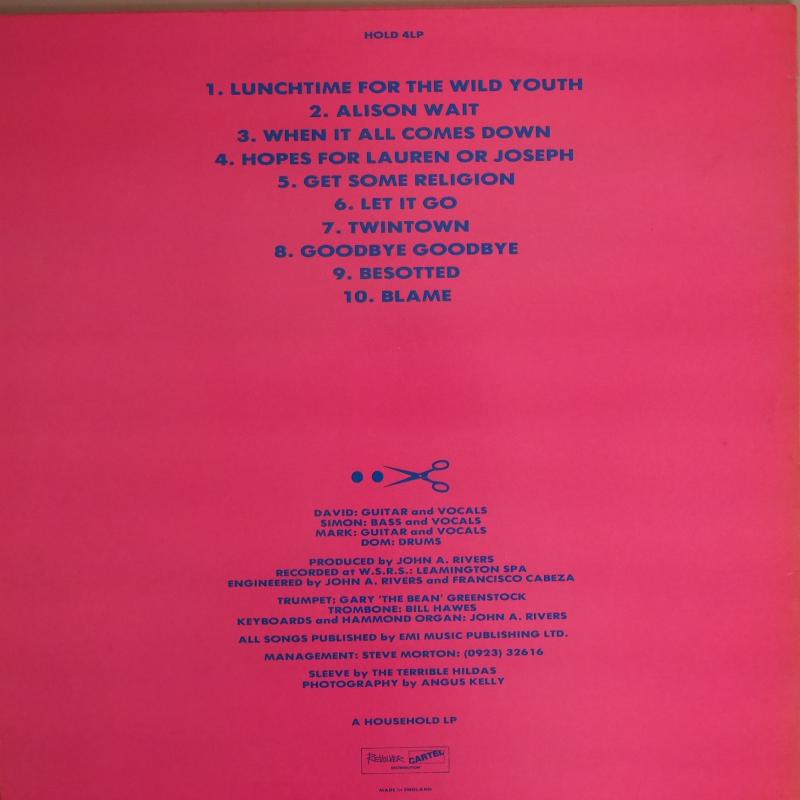 HOLD 4LP
1. LUNCHTIME FOR THE WILD YOUTH
2. ALISON WAIT
3. WHEN IT ALL COMES DOWN
4. HOPES FOR LAUREN OR JOSEPH
5. GET SOME RELIGION
6. LET IT GO
7. TWINTOWN
8. GOODBYE GOODBYE
9. BESOTTED
10. BLAME
DAVID: GUITAR and VOCALS
SIMON: BASS and VOCALS
MARK: GUITAR and VOCALS
DOM: DRUMS
PRODUCED by JOHN A. RIVERS
RECORDED at W.S.R.S.: LEAMINGTON SPA
ENGINEERED by JOHN A. RIVERS and FRANCISCO CABEZA
TRUMPET: GARY 'THE BEAN' GREENSTOCK
TROMBONE: BILL HAWES
KEYBOARDS and HAMMOND ORGAN: JOHN A. RIVERS
ALL SONGS PUBLISHED by EMI MUSIC PUBLISHING LTD.
MANAGEMENT: STEVE MORTON: (0923) 32616
SLEEVE by THE TERRIBLE HILDAS
PHOTOGRAPHY by ANGUS KELLY
A HOUSEHOLD LP
REVOLVER CARTEL
DISTRIBUTION
MADE in ENGLAND